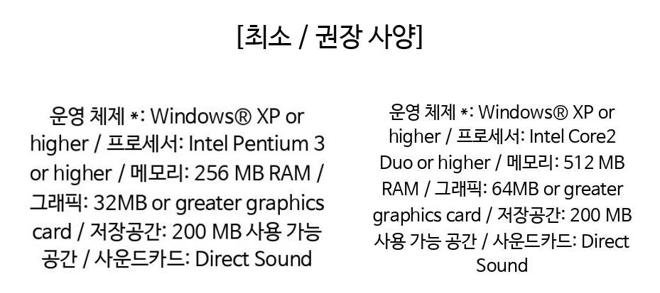 [최소 / 권장 사양]
운영 체제 *: Windows® XP or
higher / 프로세서: Intel Pentium 3
or higher / 메모리: 256 MB RAM /
그래픽: 32MB or greater graphics
card / 저장공간: 200 MB 사용 가능
공간 / 사운드카드: Direct Sound
운영 체제 *: Windows® XP or
higher / 프로세서: Intel Core2
Duo or higher / 메모리: 512 MB
RAM / 그래픽: 64MB or greater
graphics card / 저장공간: 200 MB
사용 가능 공간 / 사운드카드: Direct
Sound